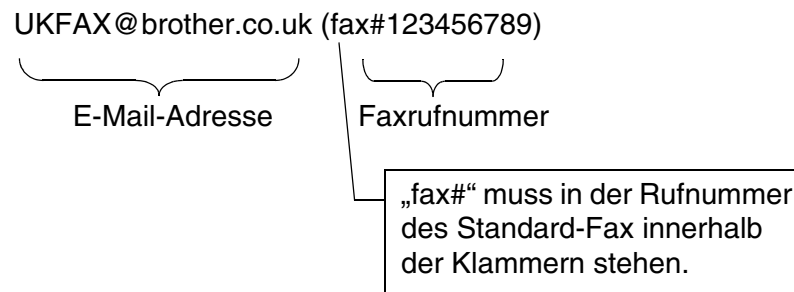 UKFAX@brother.co.uk (fax#123456789)
E-Mail-Adresse Faxrufnummer
„fax#“ muss in der Rufnummer
des Standard-Fax innerhalb
der Klammern stehen.